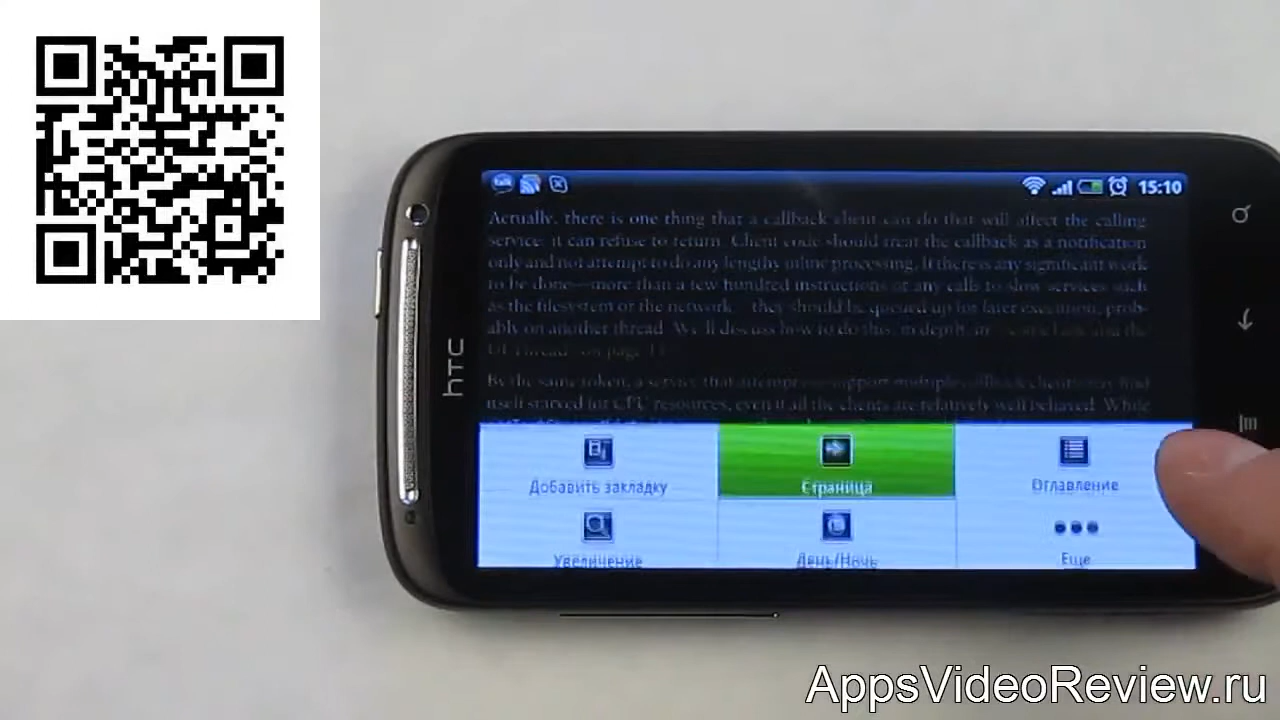 15:10
Actually, there is one thing that a callback client can do that will affect the calling
service: it can refuse to return. Client code should treat the callback as a notification
only and not attempt to do any lengthy inline processing. If there is any significant work
to be done—more than a few hundred instructions or any calls to slow services such
as the filesystem or the network—they should be queued up for later execution, prob-
ably on another thread. We'll discuss how to do this, in depth, in
UI Thread" on page
By the same token, a service that attempts to support multiple callback clients may find
itself starved for CPU resources, even if all the clients are relatively well behaved. While
hTC
Добавить закладку
Страница
Оглавление
Увеличение
День/Ночь
Еще
AppsVideoReview.ru